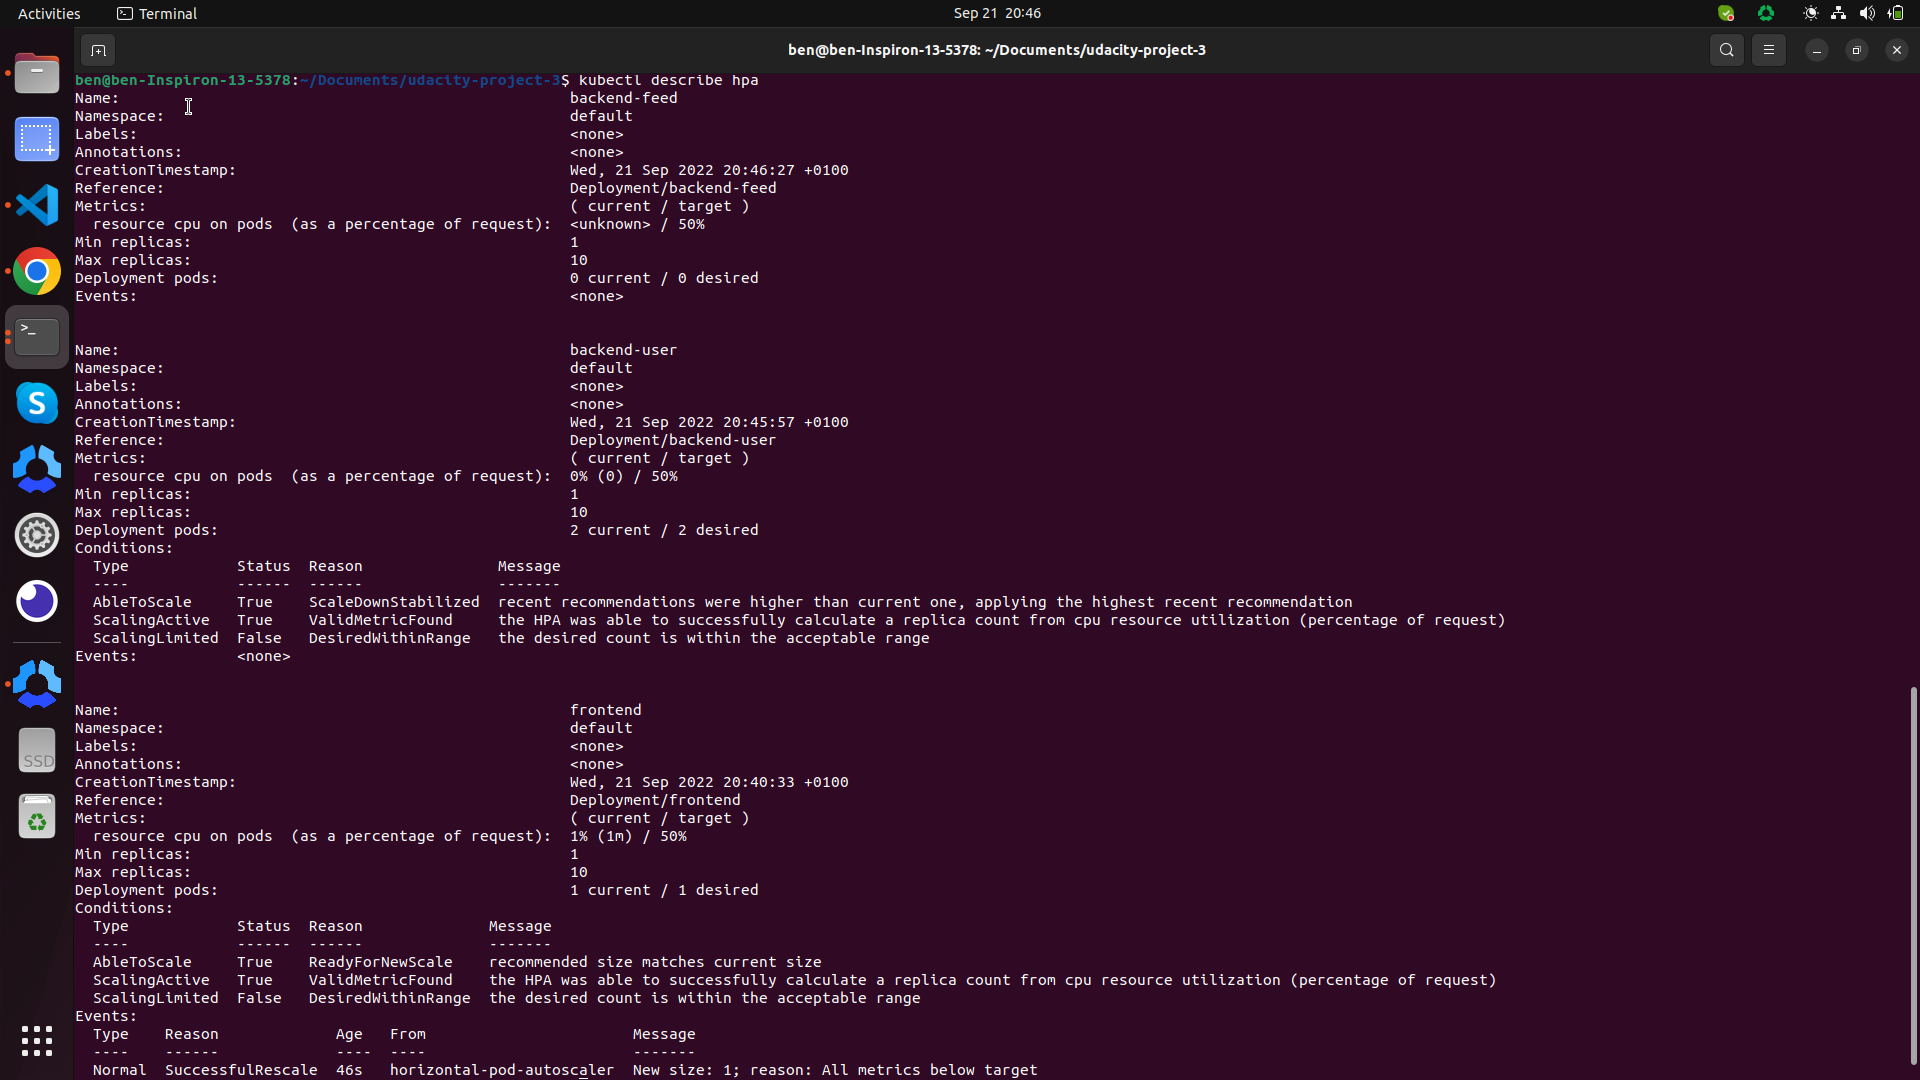 Activities Terminal Sep 21 20:46
ben@ben-Inspiron-13-5378: ~/Documents/udacity-project-3
ben@ben-Inspiron-13-5378:~/Documents/udacity-project-3$ kubectl describe hpa
Name: backend-feed
Namespace: default
Labels: <none>
Annotations: <none>
CreationTimestamp: Wed, 21 Sep 2022 20:46:27 +0100
Reference: Deployment/backend-feed
Metrics: ( current / target )
resource cpu on pods (as a percentage of request): <unknown> / 50%
Min replicas: 1
Max replicas: 10
Deployment pods: 0 current / 0 desired
Events: <none>
Name: backend-user
Namespace: default
Labels: <none>
Annotations: <none>
CreationTimestamp: Wed, 21 Sep 2022 20:45:57 +0100
Reference: Deployment/backend-user
Metrics: ( current / target )
resource cpu on pods (as a percentage of request): 0% (0) / 50%
Min replicas: 1
Max replicas: 10
Deployment pods: 2 current / 2 desired
Conditions:
Type Status Reason Message
---- ------ ------ -------
AbleToScale True ScaleDownStabilized recent recommendations were higher than current one, applying the highest recent recommendation
ScalingActive True ValidMetricFound the HPA was able to successfully calculate a replica count from cpu resource utilization (percentage of request)
ScalingLimited False DesiredWithinRange the desired count is within the acceptable range
Events: <none>
Name: frontend
Namespace: default
Labels: <none>
Annotations: <none>
CreationTimestamp: Wed, 21 Sep 2022 20:40:33 +0100
Reference: Deployment/frontend
Metrics: ( current / target )
resource cpu on pods (as a percentage of request): 1% (1m) / 50%
Min replicas: 1
Max replicas: 10
Deployment pods: 1 current / 1 desired
Conditions:
Type Status Reason Message
---- ------ ------ -------
AbleToScale True ReadyForNewScale recommended size matches current size
ScalingActive True ValidMetricFound the HPA was able to successfully calculate a replica count from cpu resource utilization (percentage of request)
ScalingLimited False DesiredWithinRange the desired count is within the acceptable range
Events:
Type Reason Age From Message
---- ------ ---- ---- -------
Normal SuccessfulRescale 46s horizontal-pod-autoscaler New size: 1; reason: All metrics below target
SSD